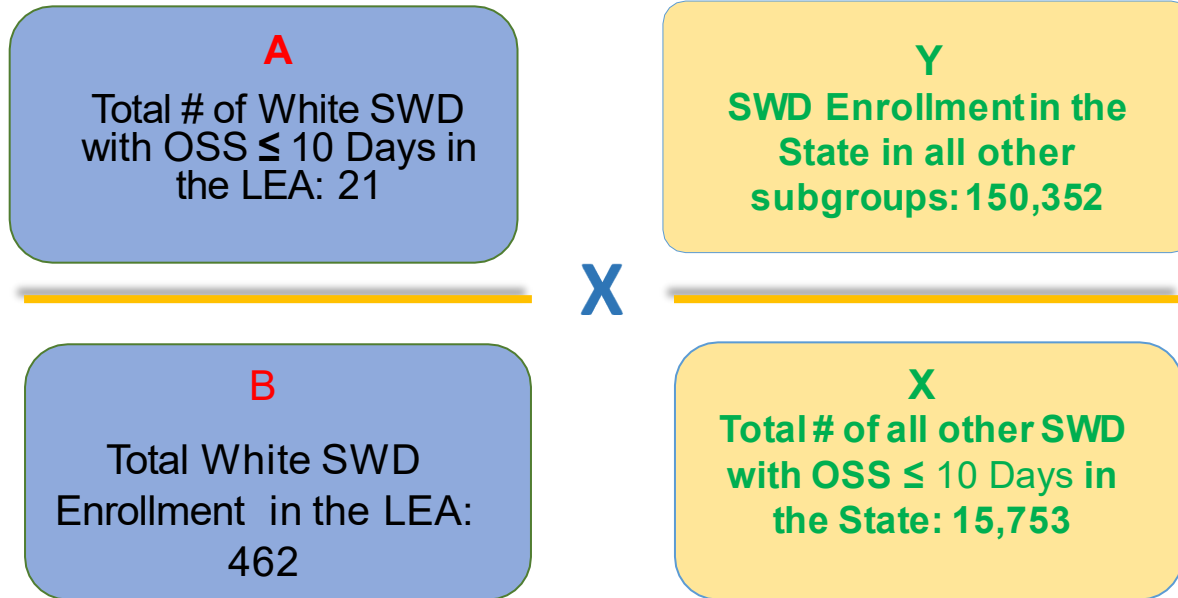 A
Total # of White SWD
with OSS ≤ 10 Days in
the LEA: 21
Y
SWD Enrollment in the
State in all other
subgroups: 150,352
X
B
Total White SWD
Enrollment in the LEA:
462
X
Total # of all other SWD
with OSS ≤ 10 Days in
the State: 15,753